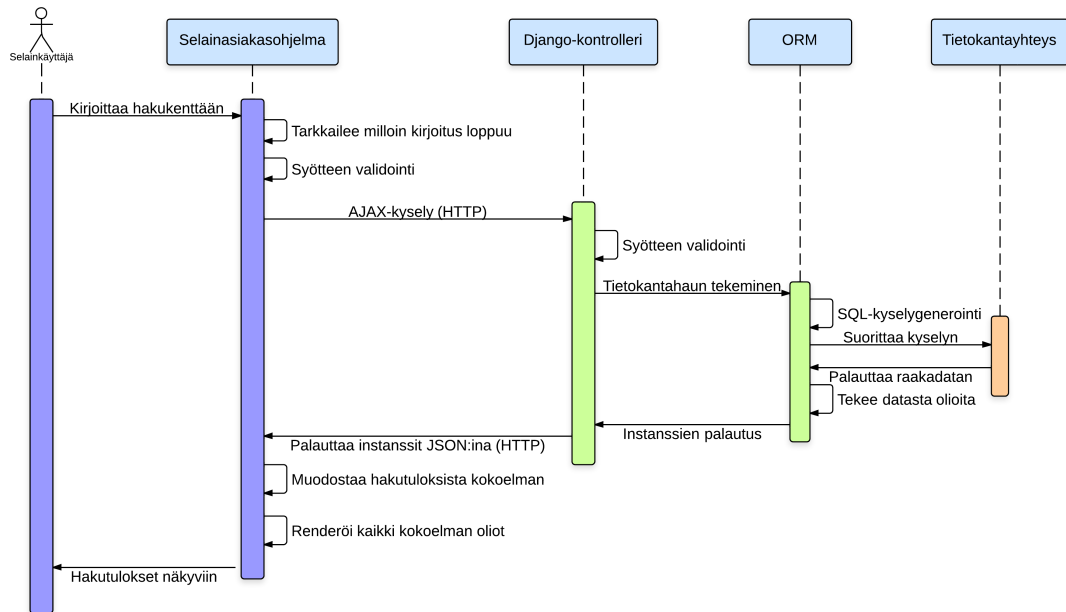 Selainkäyttäjä
Selainasiakasohjelma
Django-kontrolleri
ORM
Tietokantayhteys
Kirjoittaa hakukenttään
Tarkkailee milloin kirjoitus loppuu
Syötteen validointi
AJAX-kysely (HTTP)
Syötteen validointi
Tietokantahaun tekeminen
SQL-kyselygenerointi
Suorittaa kyselyn
Palauttaa raakadatan
Tekee datasta olioita
Instanssien palautus
Palauttaa instanssit JSON:ina (HTTP)
Muodostaa hakutuloksista kokoelman
Renderöi kaikki kokoelman oliot
Hakutulokset näkyviin